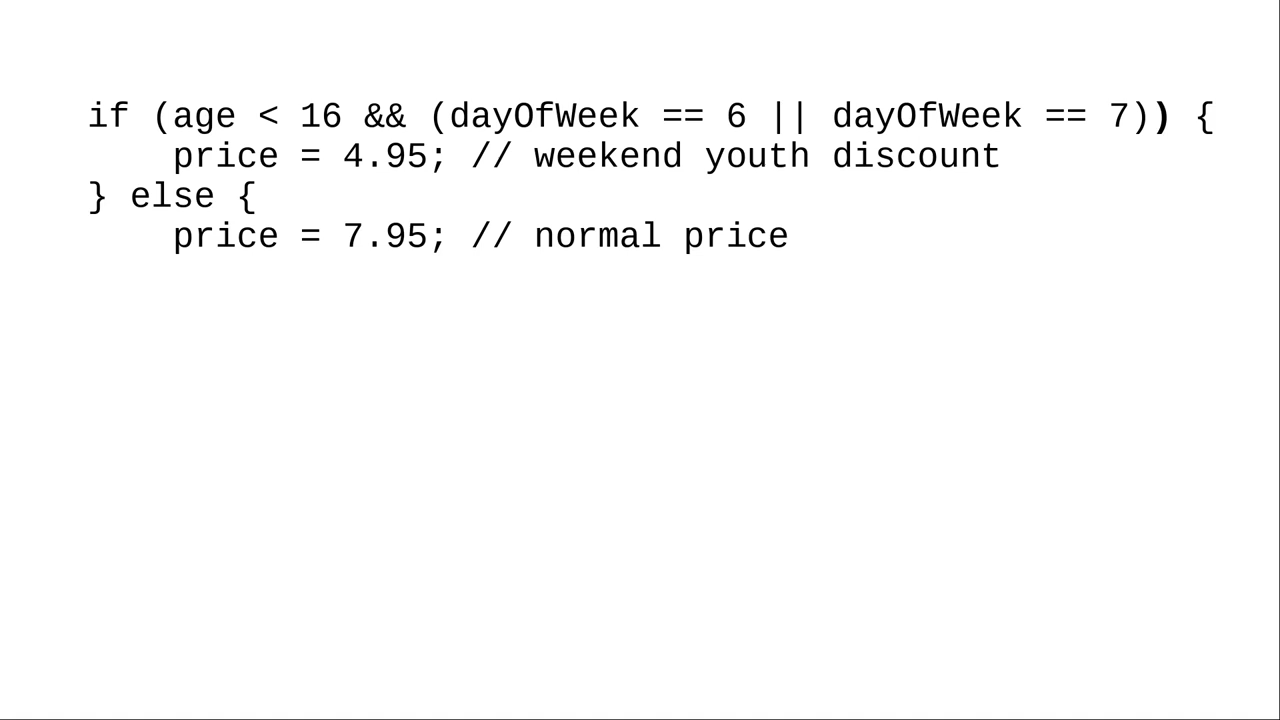 if (age < 16 && (dayOfWeek == 6 || dayOfWeek == 7)) {
    price = 4.95; // weekend youth discount
} else {
    price = 7.95; // normal price